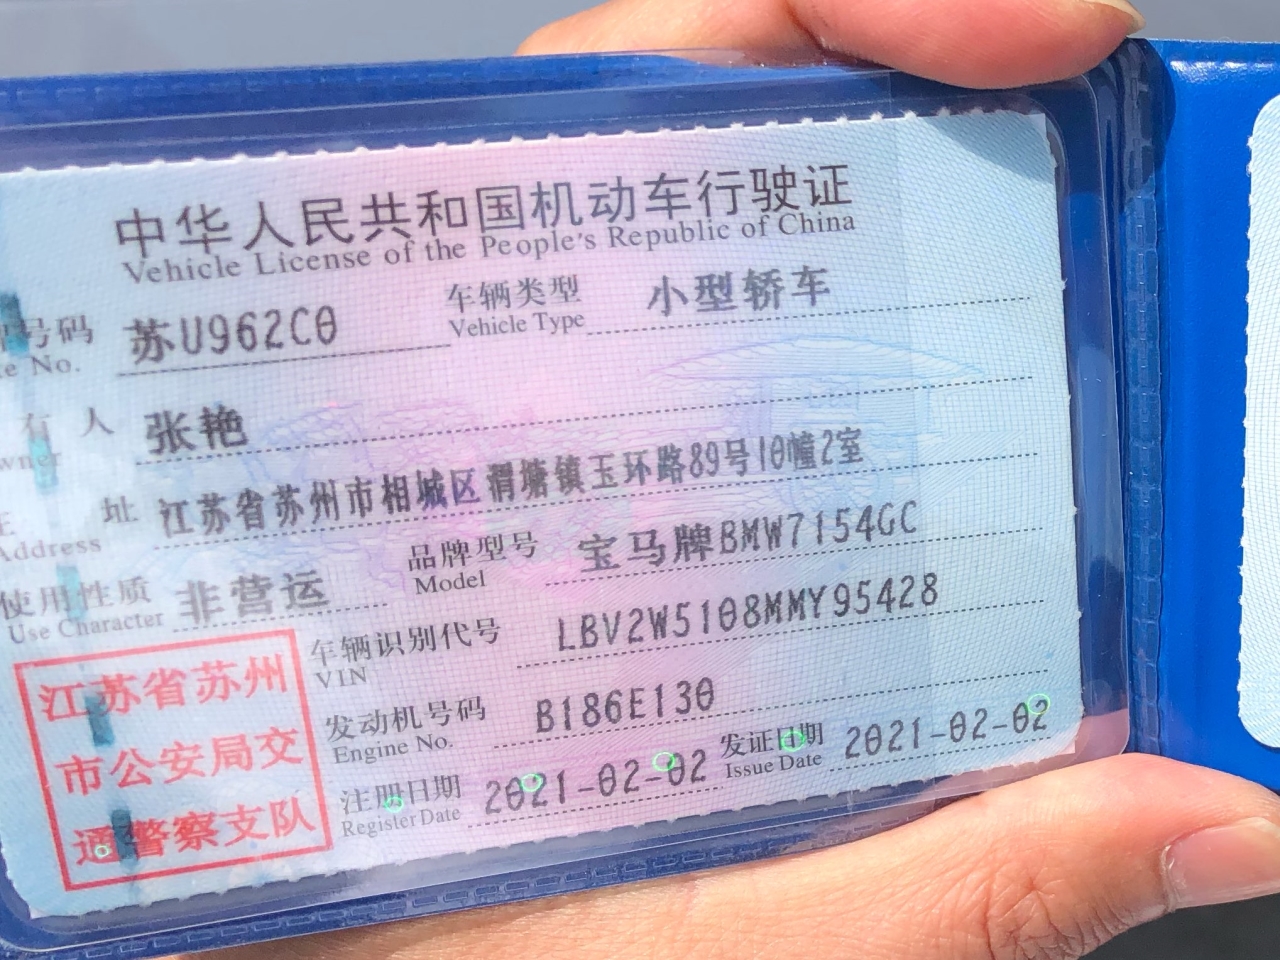 中华人民共和国机动车行驶证
Vehicle License of the People's Republic of China
号码 苏U962C0 车辆类型 小型轿车
No. Vehicle Type
有人 张艳
址 江苏省苏州市相城区渭塘镇玉环路89号10幢2室
Address
品牌型号 宝马牌BMW7154GC
Model
使用性质 非营运
Use Character
车辆识别代号 LBV2W5108MMY95428
VIN
发动机号码 B186E130
Engine No.
注册日期 2021-02-02 发证日期 2021-02-02
Register Date Issue Date
江苏省苏州
市公安局交
通警察支队